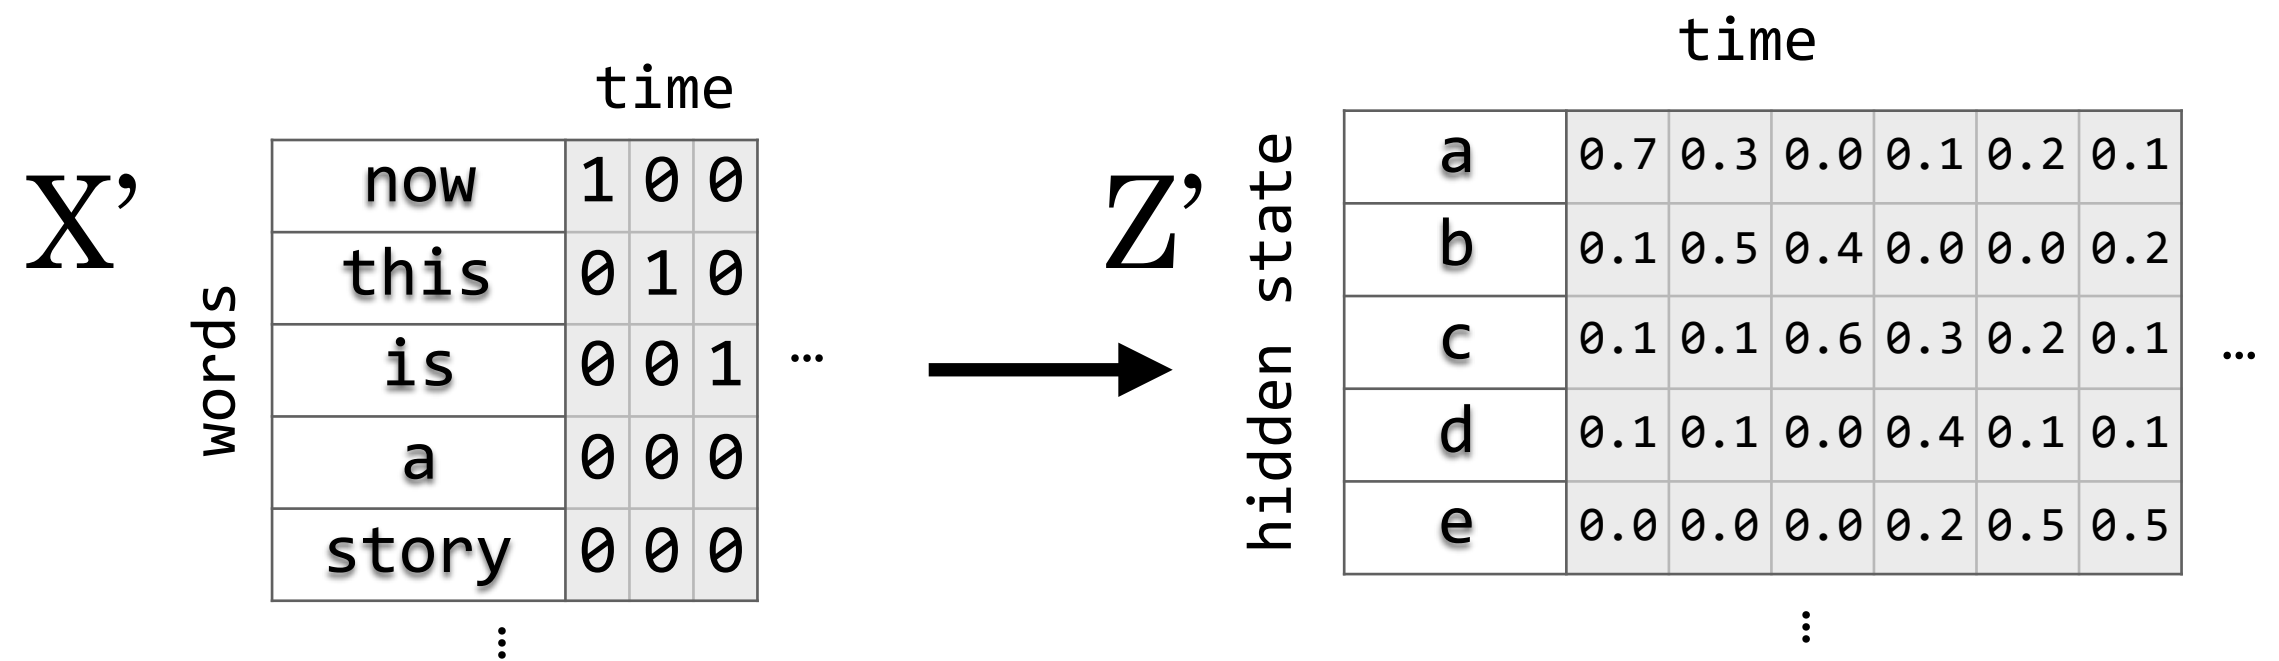 X’
words
time
now 1 0 0
this 0 1 0
is 0 0 1
a 0 0 0
story 0 0 0
…
⋮
Z’
hidden state
time
a 0.7 0.3 0.0 0.1 0.2 0.1
b 0.1 0.5 0.4 0.0 0.0 0.2
c 0.1 0.1 0.6 0.3 0.2 0.1
d 0.1 0.1 0.0 0.4 0.1 0.1
e 0.0 0.0 0.0 0.2 0.5 0.5
…
⋮